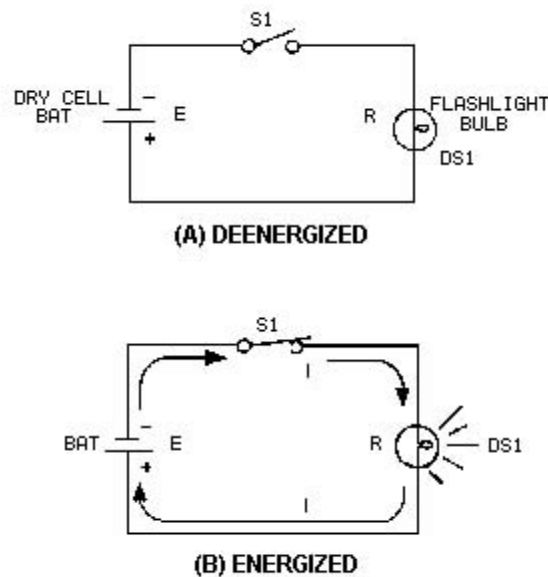 S1
DRY CELL
BAT
−
E
+
R
FLASHLIGHT
BULB
DS1
(A) DEENERGIZED
S1
I
BAT
−
E
+
R
DS1
I
(B) ENERGIZED